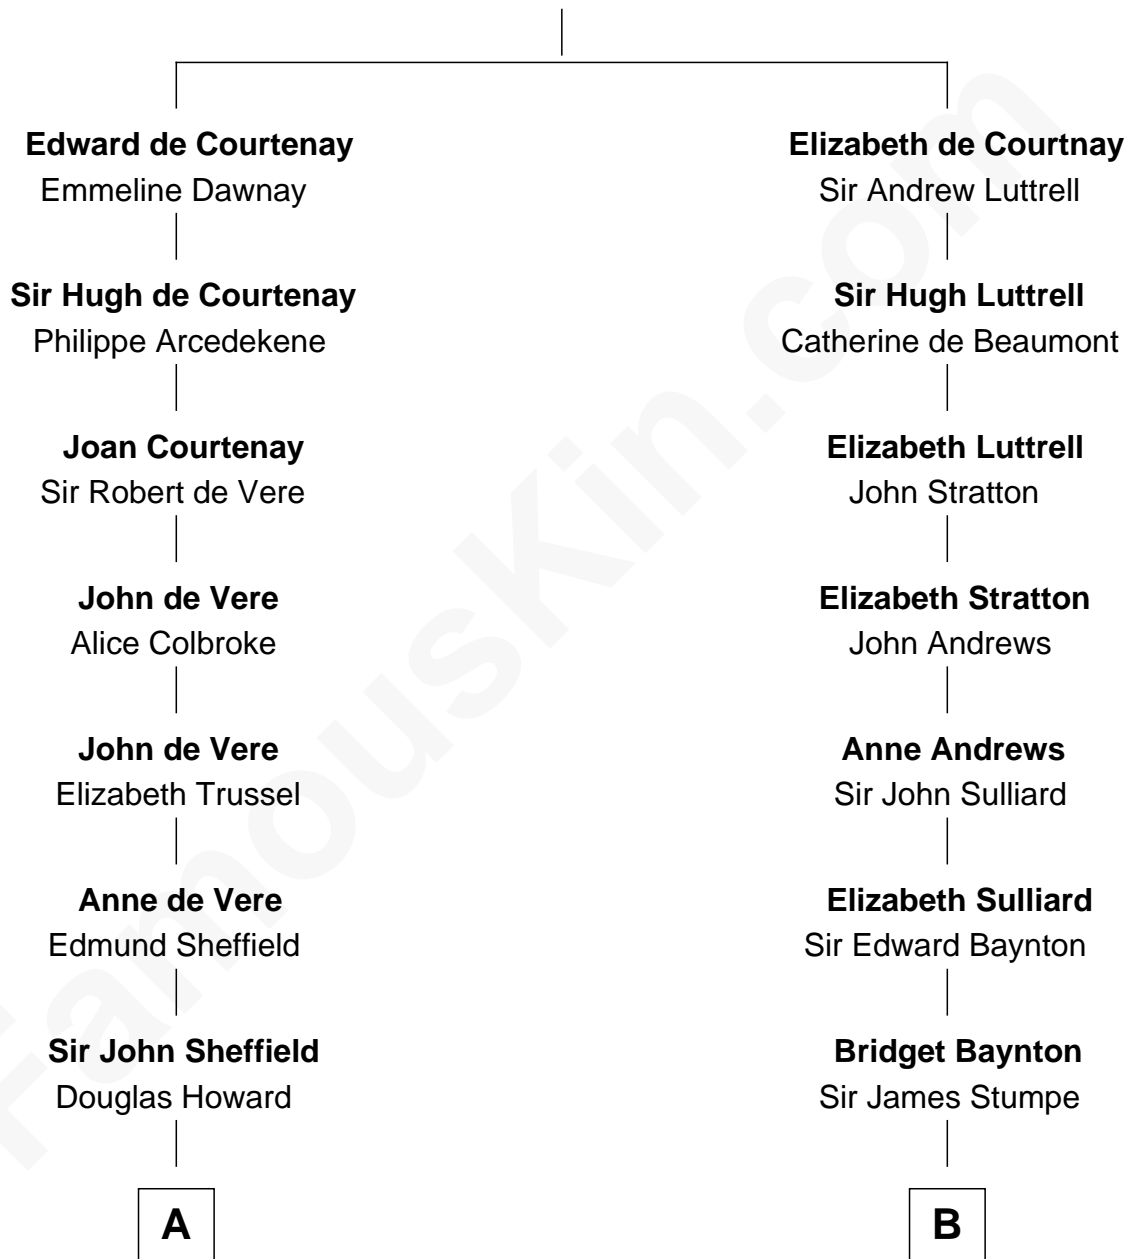 Edward de Courtenay
Emmeline Dawnay
Sir Hugh de Courtenay
Philippe Arcedekene
Joan Courtenay
Sir Robert de Vere
John de Vere
Alice Colbroke
John de Vere
Elizabeth Trussel
Anne de Vere
Edmund Sheffield
Sir John Sheffield
Douglas Howard
A
Elizabeth de Courtnay
Sir Andrew Luttrell
Sir Hugh Luttrell
Catherine de Beaumont
Elizabeth Luttrell
John Stratton
Elizabeth Stratton
John Andrews
Anne Andrews
Sir John Sulliard
Elizabeth Sulliard
Sir Edward Baynton
Bridget Baynton
Sir James Stumpe
B
FamousKin.com